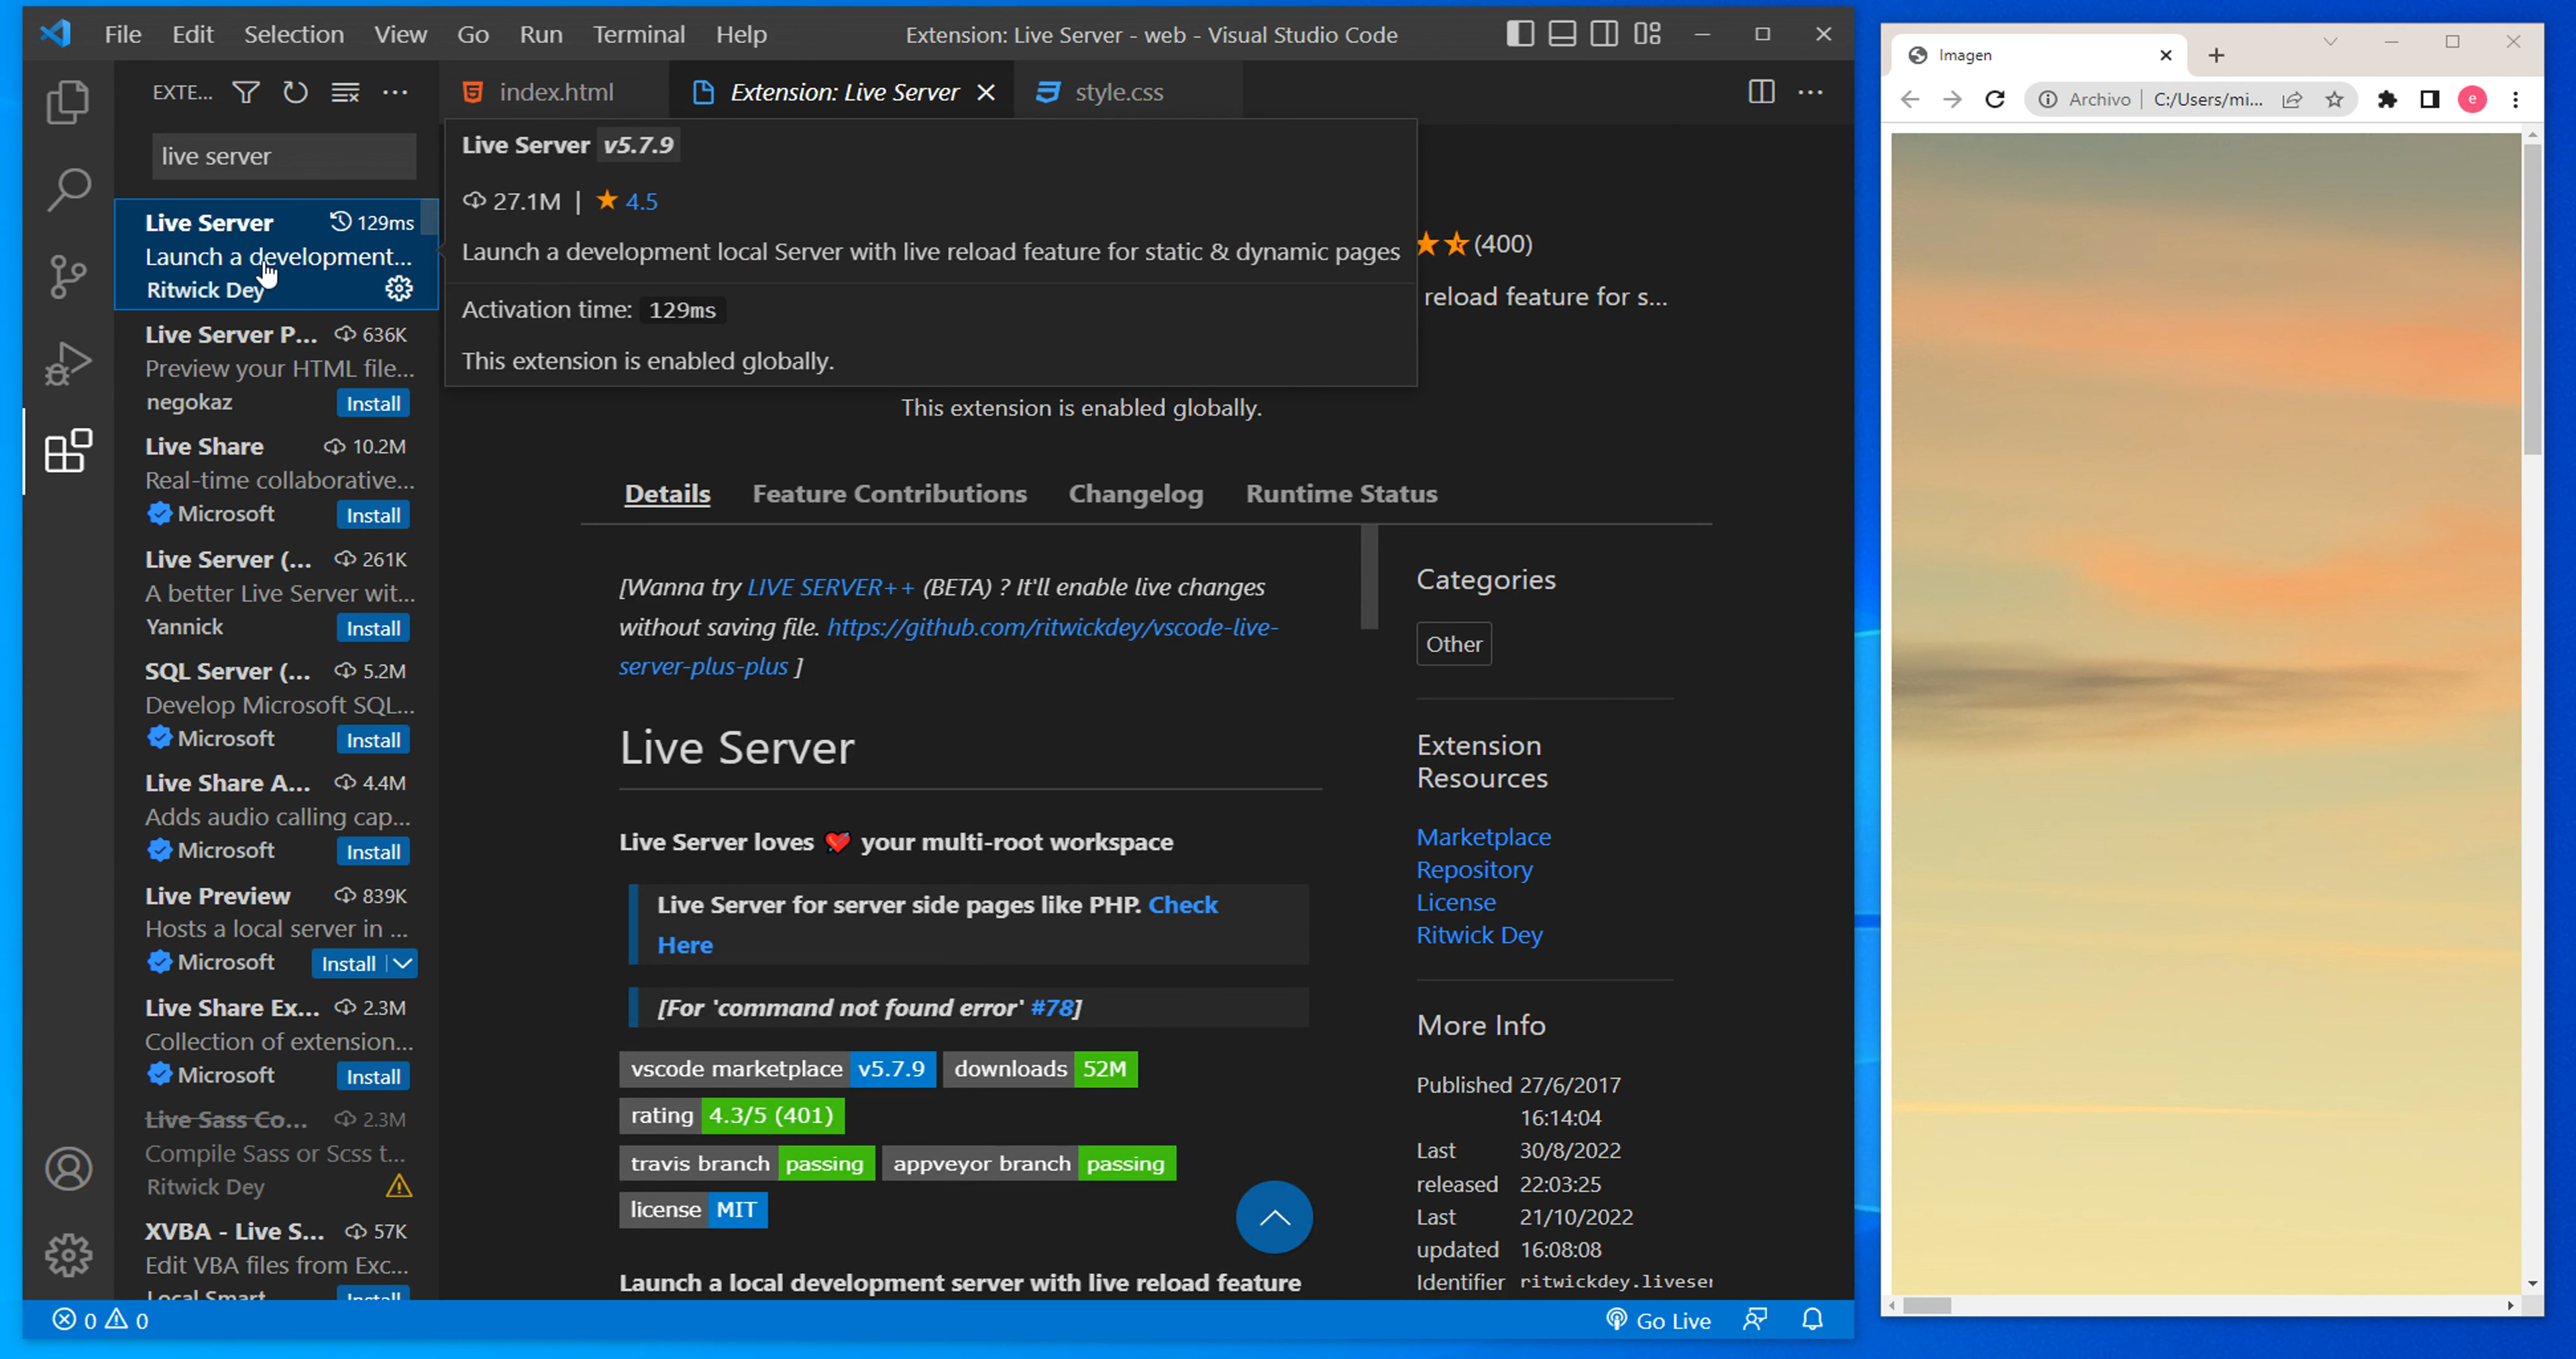 File Edit Selection View Go Run Terminal Help
Extension: Live Server - web - Visual Studio Code
EXTE...
index.html
Extension: Live Server
style.css
live server
Live Server 129ms
Launch a development...
Ritwick Dey
Live Server P... 636K
Preview your HTML file...
negokaz Install
Live Share 10.2M
Real-time collaborative...
Microsoft Install
Live Server (... 261K
A better Live Server wit...
Yannick Install
SQL Server (... 5.2M
Develop Microsoft SQL...
Microsoft Install
Live Share A... 4.4M
Adds audio calling cap...
Microsoft Install
Live Preview 839K
Hosts a local server in ...
Microsoft Install
Live Share Ex... 2.3M
Collection of extension...
Microsoft Install
Live Sass Co... 2.3M
Compile Sass or Scss t...
Ritwick Dey
XVBA - Live S... 57K
Edit VBA files from Exc...
Local Smart Install
Live Server v5.7.9
27.1M | ★ 4.5
Launch a development local Server with live reload feature for static & dynamic pages
Activation time: 129ms
This extension is enabled globally.
(400)
reload feature for s...
This extension is enabled globally.
Details Feature Contributions Changelog Runtime Status
[Wanna try LIVE SERVER++ (BETA) ? It'll enable live changes
without saving file. https://github.com/ritwickdey/vscode-live-
server-plus-plus ]
Live Server
Live Server loves 💘 your multi-root workspace
Live Server for server side pages like PHP. Check
Here
[For 'command not found error' #78]
vscode marketplace v5.7.9 downloads 52M
rating 4.3/5 (401)
travis branch passing appveyor branch passing
license MIT
Launch a local development server with live reload feature
Categories
Other
Extension
Resources
Marketplace
Repository
License
Ritwick Dey
More Info
Published 27/6/2017
16:14:04
Last 30/8/2022
released 22:03:25
Last 21/10/2022
updated 16:08:08
Identifier ritwickdey.liveser
0 0
Go Live
Imagen
Archivo | C:/Users/mi...
e